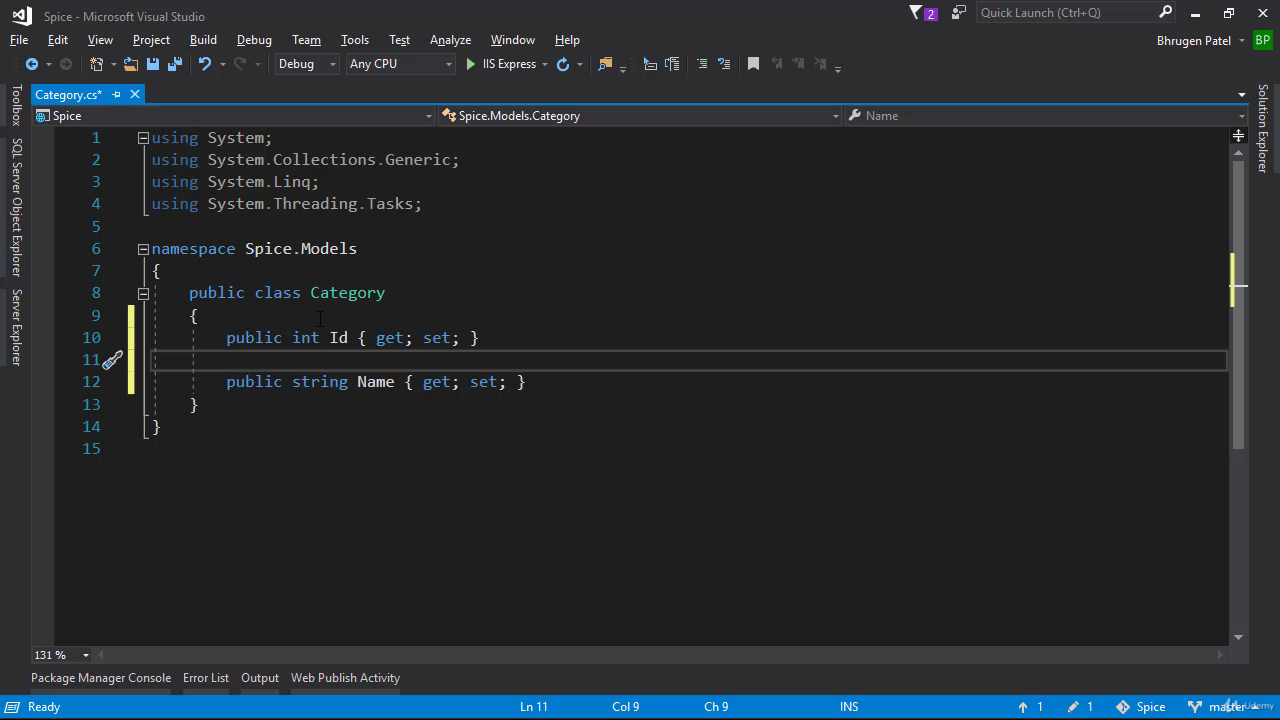 Spice - Microsoft Visual Studio
2
Quick Launch (Ctrl+Q)
File Edit View Project Build Debug Team Tools Test Analyze Window Help
Bhrugen Patel BP
Debug Any CPU IIS Express
Category.cs*
Spice Spice.Models.Category Name
Toolbox
SQL Server Object Explorer
Server Explorer
Solution Explorer
1 using System;
2 using System.Collections.Generic;
3 using System.Linq;
4 using System.Threading.Tasks;
5
6 namespace Spice.Models
7 {
8 public class Category
9 {
10 public int Id { get; set; }
11
12 public string Name { get; set; }
13 }
14 }
15
131 %
Package Manager Console Error List Output Web Publish Activity
Ready Ln 11 Col 9 Ch 9 INS 1 1 Spice master
Udemy